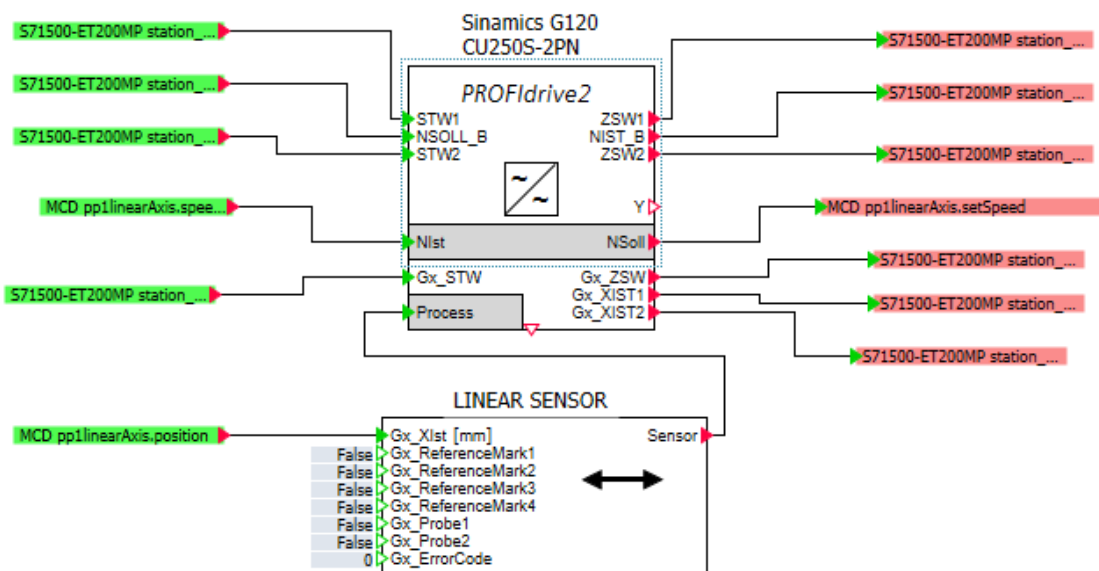 Sinamics G120
CU250S-2PN
S71500-ET200MP station_...
S71500-ET200MP station_...
PROFIdrive2
S71500-ET200MP station_...
S71500-ET200MP station_...
STW1
ZSW1
S71500-ET200MP station_...
NSOLL_B
NIST_B
STW2
ZSW2
S71500-ET200MP station_...
~
~
MCD pp1linearAxis.spee...
Y
MCD pp1linearAxis.setSpeed
NIst
NSoll
S71500-ET200MP station_...
Gx_STW
Gx_ZSW
S71500-ET200MP station_...
Gx_XIST1
S71500-ET200MP station_...
Process
Gx_XIST2
S71500-ET200MP station_...
LINEAR SENSOR
MCD pp1linearAxis.position
Gx_XIst [mm]
Sensor
False
Gx_ReferenceMark1
False
Gx_ReferenceMark2
False
Gx_ReferenceMark3
False
Gx_ReferenceMark4
False
Gx_Probe1
False
Gx_Probe2
0
Gx_ErrorCode